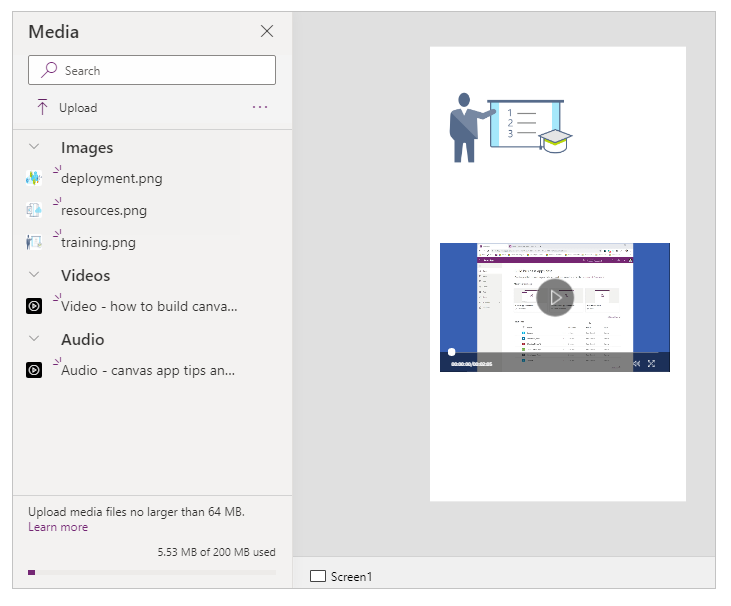 Media
Search
Upload
Images
deployment.png
resources.png
training.png
Videos
Video - how to build canva...
Audio
Audio - canvas app tips an...
Upload media files no larger than 64 MB.
Learn more
5.53 MB of 200 MB used
1
2
3
Screen1